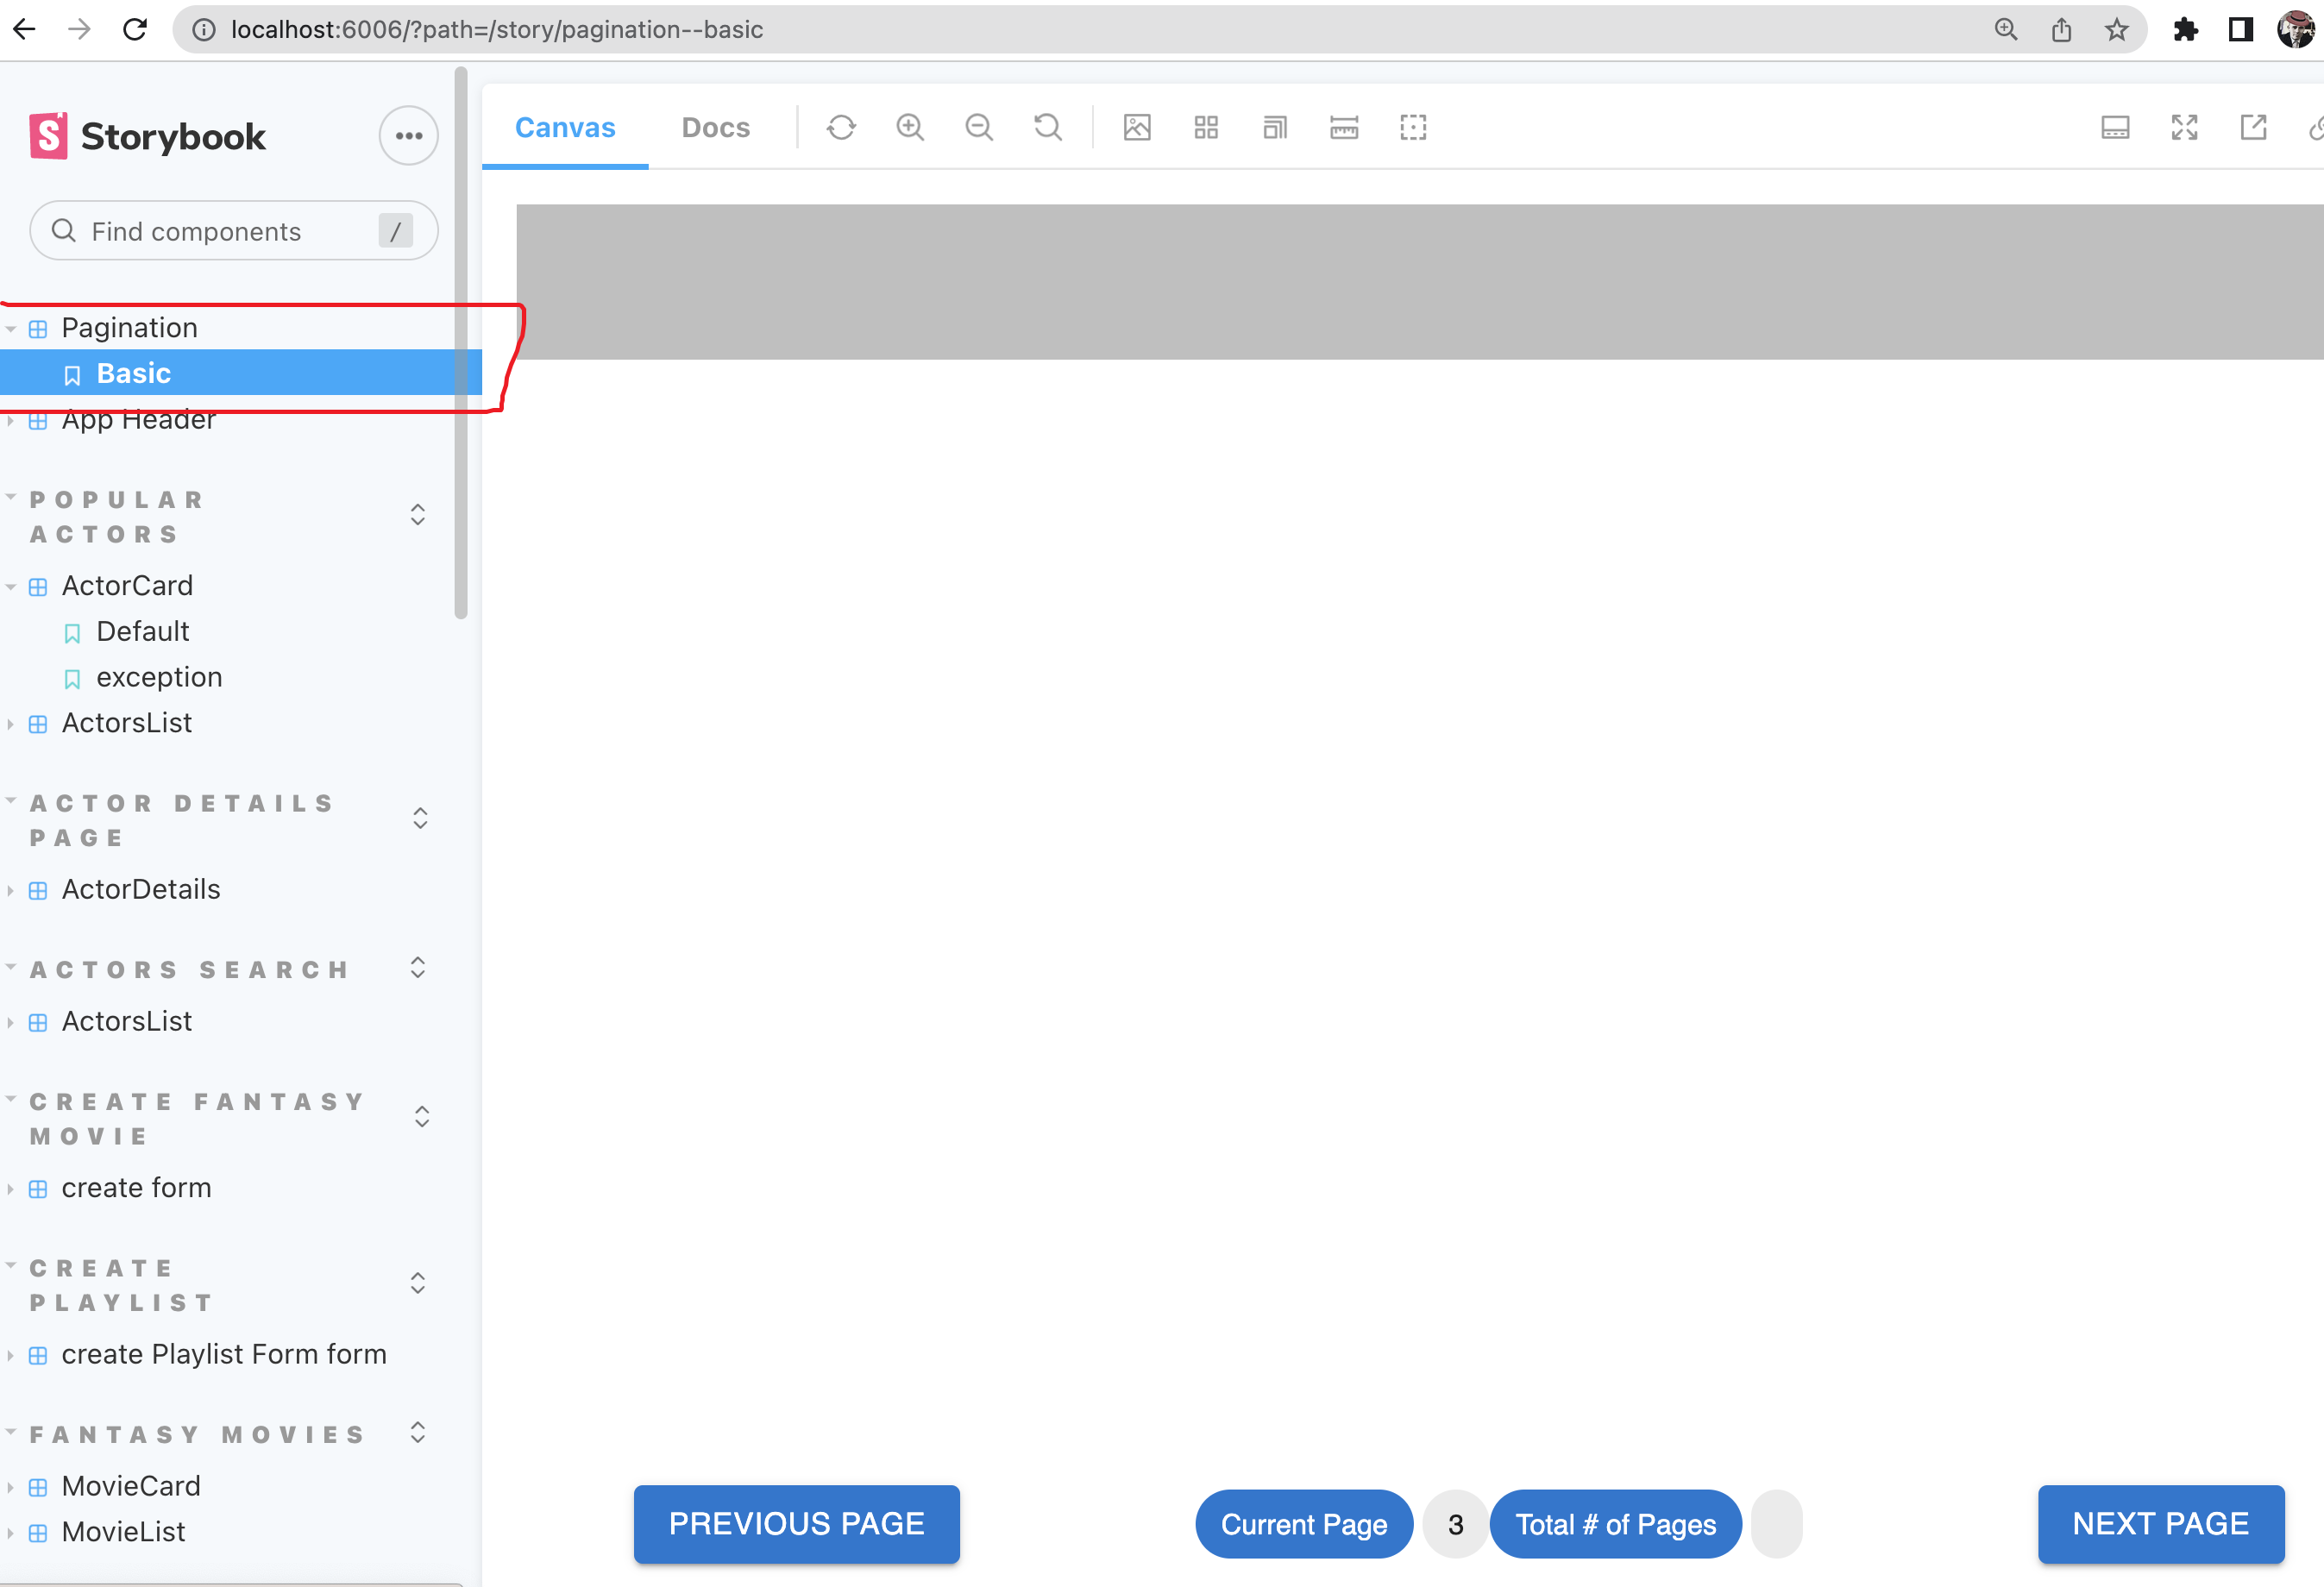 localhost:6006/?path=/story/pagination--basic
Storybook
Find components /
Canvas Docs
Pagination
Basic
App Header
POPULAR
ACTORS
ActorCard
Default
exception
ActorsList
ACTOR DETAILS
PAGE
ActorDetails
ACTORS SEARCH
ActorsList
CREATE FANTASY
MOVIE
create form
CREATE
PLAYLIST
create Playlist Form form
FANTASY MOVIES
MovieCard
MovieList
PREVIOUS PAGE Current Page 3 Total # of Pages NEXT PAGE